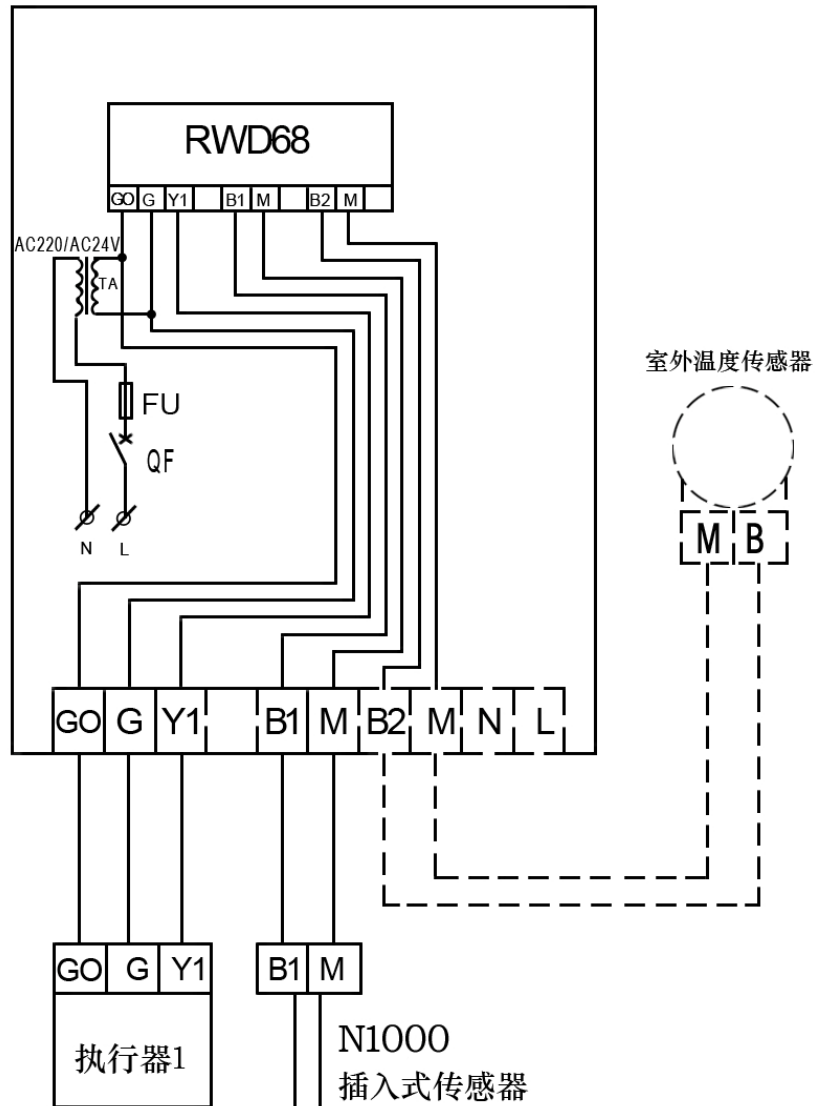 RWD68
GO G Y1 B1 M B2 M
AC220/AC24V
TA
室外温度传感器
FU
QF
N L
M B
GO G Y1 B1 M B2 M N L
GO G Y1 B1 M
执行器1
N1000
插入式传感器